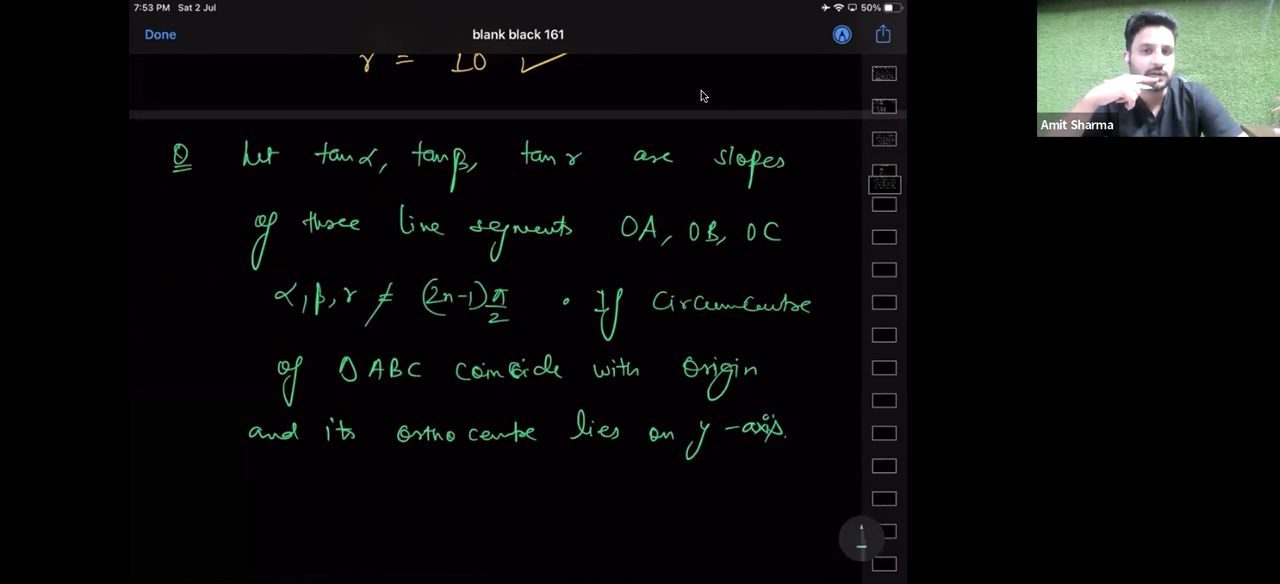 7:53 PM Sat 2 Jul
50%
Done
blank black 161
r = 10
Q Let tanα, tanβ, tan r are slopes
of three line segments OA, OB, OC
α, β, r ≠ (2n-1)π/2 . If Circumcentre
of Δ ABC coincide with Origin
and its orthocentre lies on y-axis.
Amit Sharma